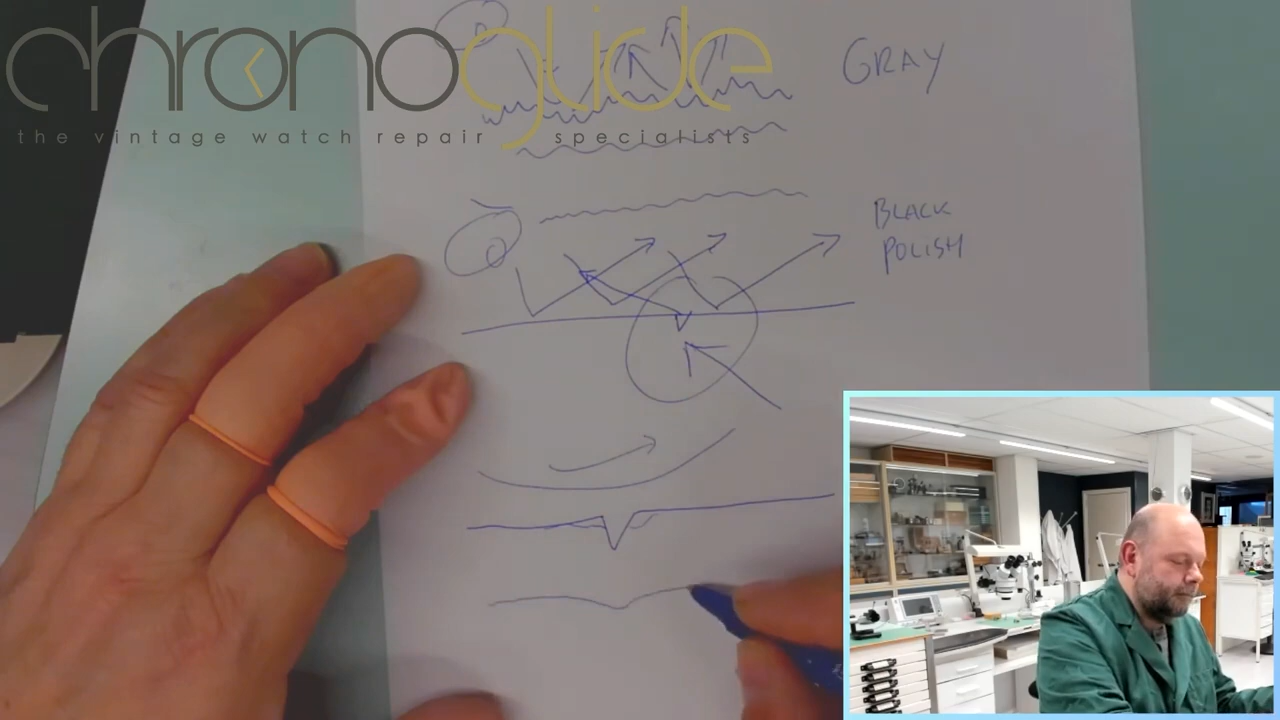 chronoglide
the vintage watch repair specialists
GRAY
BLACK
POLISH